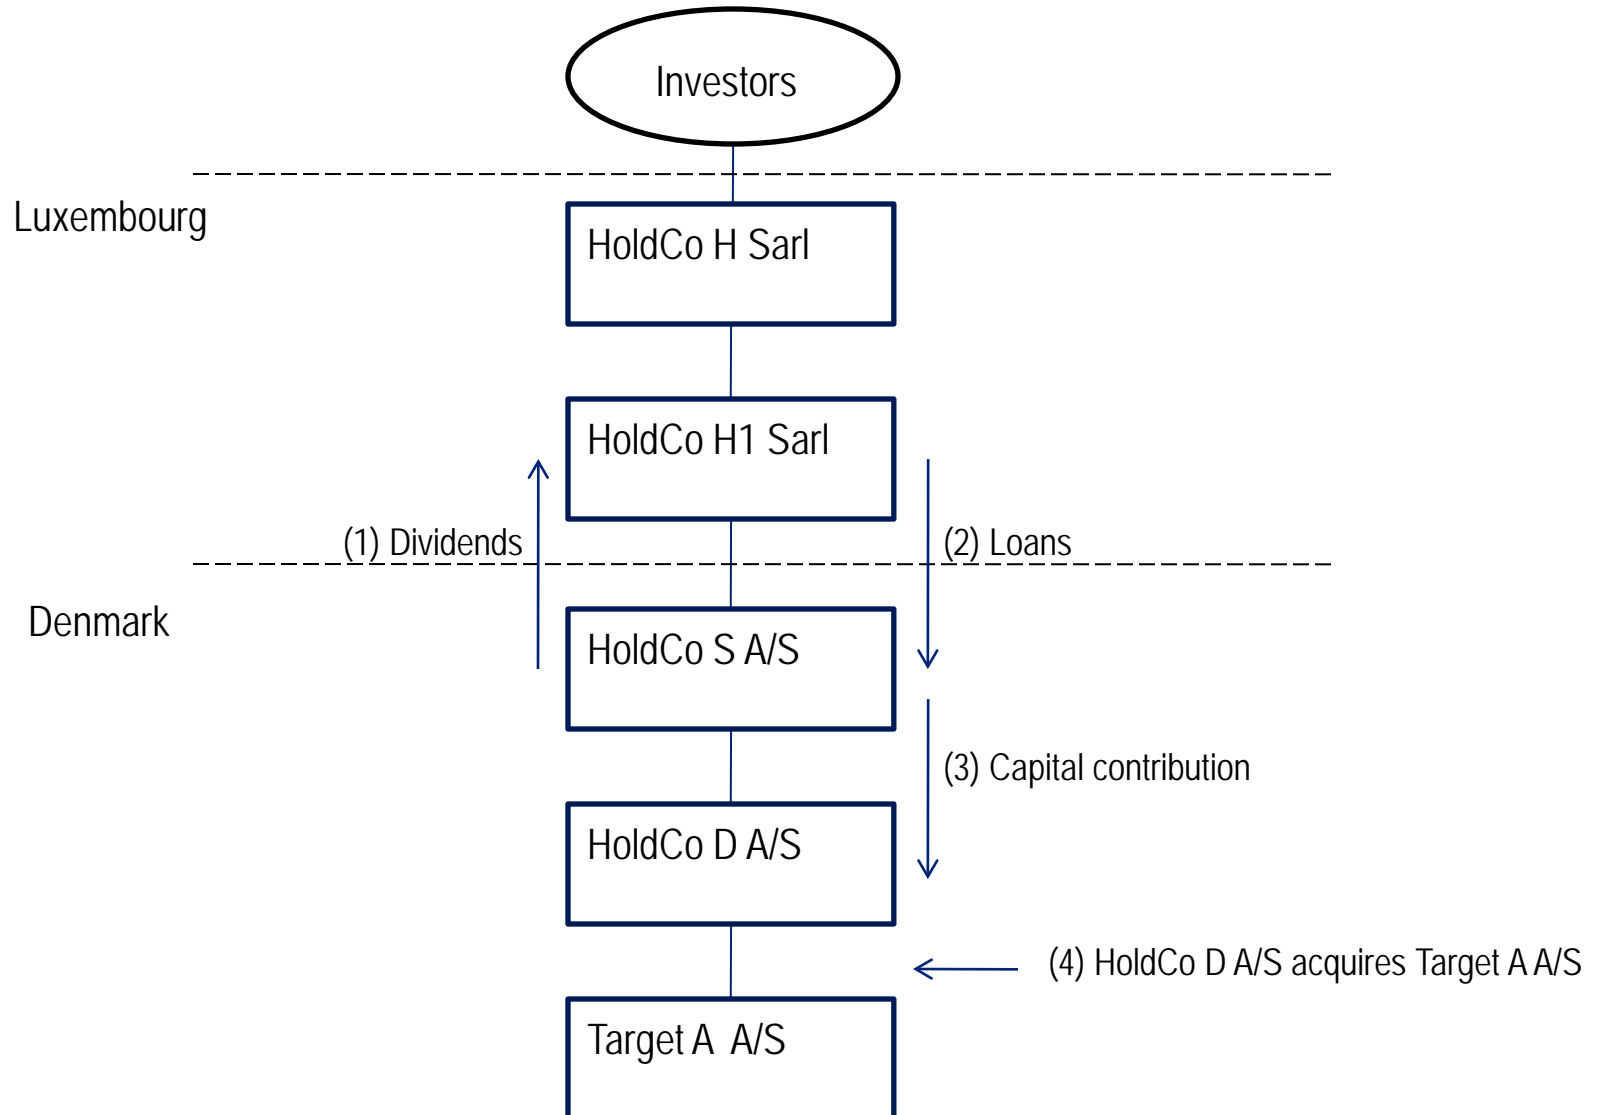 Investors
Luxembourg
HoldCo H Sarl
HoldCo H1 Sarl
(1) Dividends
(2) Loans
Denmark
HoldCo S A/S
(3) Capital contribution
HoldCo D A/S
(4) HoldCo D A/S acquires Target A A/S
Target A A/S